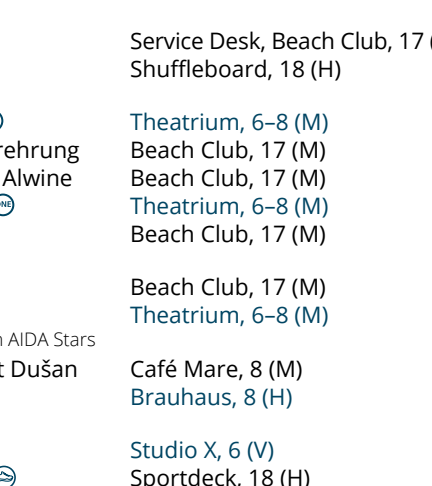 Service Desk, Beach Club, 17 (
Shuffleboard, 18 (H)
Theatrium, 6–8 (M)
rehrung Beach Club, 17 (M)
Alwine Beach Club, 17 (M)
Theatrium, 6–8 (M)
Beach Club, 17 (M)
Beach Club, 17 (M)
Theatrium, 6–8 (M)
AIDA Stars
t Dušan Café Mare, 8 (M)
Brauhaus, 8 (H)
Studio X, 6 (V)
Sportdeck, 18 (H)